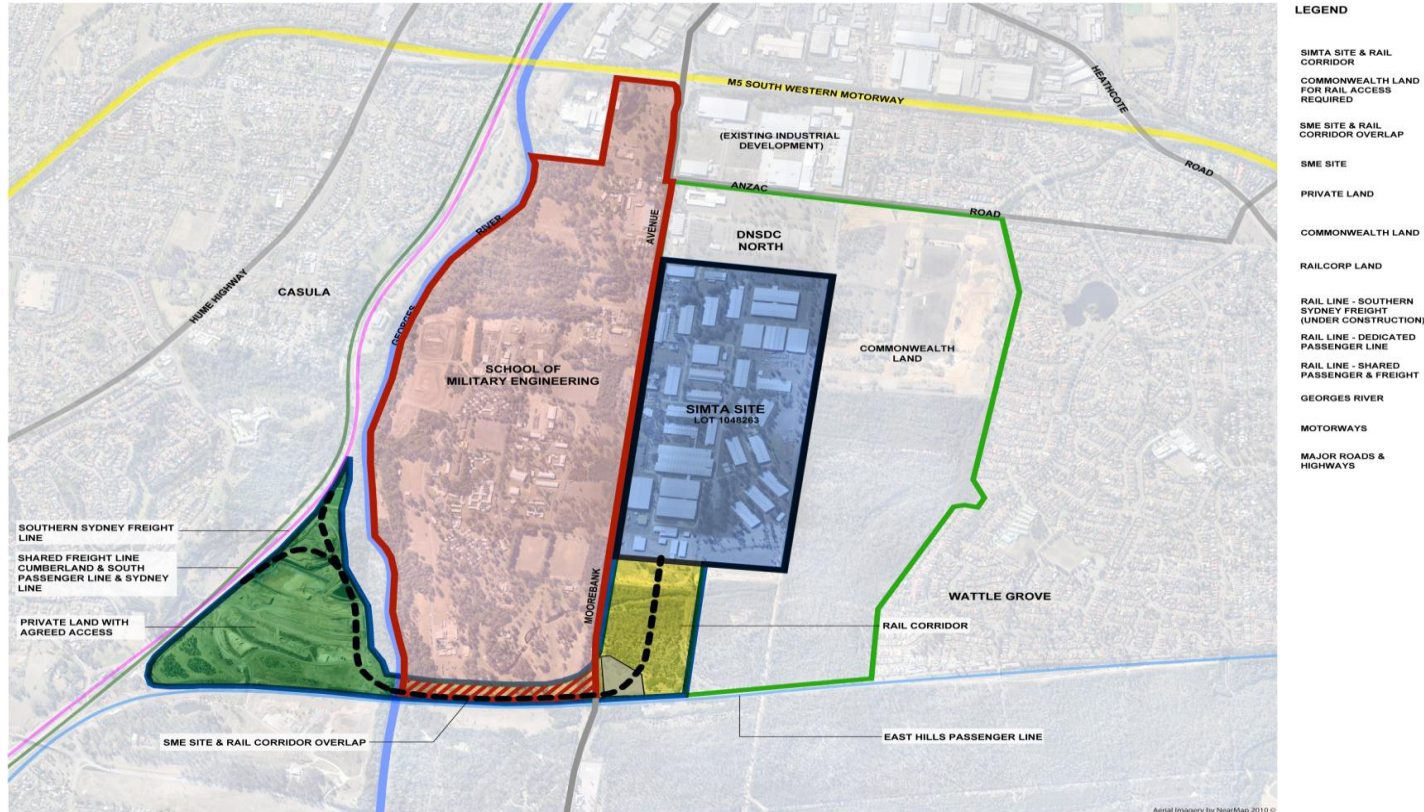 LEGEND
SIMTA SITE & RAIL
CORRIDOR
COMMONWEALTH LAND
FOR RAIL ACCESS
REQUIRED
SME SITE & RAIL
CORRIDOR OVERLAP
SME SITE
PRIVATE LAND
COMMONWEALTH LAND
RAILCORP LAND
RAIL LINE - SOUTHERN
SYDNEY FREIGHT
(UNDER CONSTRUCTION)
RAIL LINE - DEDICATED
PASSENGER LINE
RAIL LINE - SHARED
PASSENGER & FREIGHT
GEORGES RIVER
MOTORWAYS
MAJOR ROADS &
HIGHWAYS
M5 SOUTH WESTERN MOTORWAY
HEATHCOTE
ROAD
(EXISTING INDUSTRIAL
DEVELOPMENT)
ANZAC
ROAD
AVENUE
RIVER
DNSDC
NORTH
HUME HIGHWAY
CASULA
GEORGES
COMMONWEALTH
LAND
SCHOOL OF
MILITARY ENGINEERING
SIMTA SITE
LOT 1048263
SOUTHERN SYDNEY FREIGHT
LINE
SHARED FREIGHT LINE
CUMBERLAND & SOUTH
PASSENGER LINE & SYDNEY
LINE
MOOREBANK
WATTLE GROVE
PRIVATE LAND WITH
AGREED ACCESS
RAIL CORRIDOR
SME SITE & RAIL CORRIDOR OVERLAP
EAST HILLS PASSENGER LINE
Aerial Imagery by NearMap 2010 ©